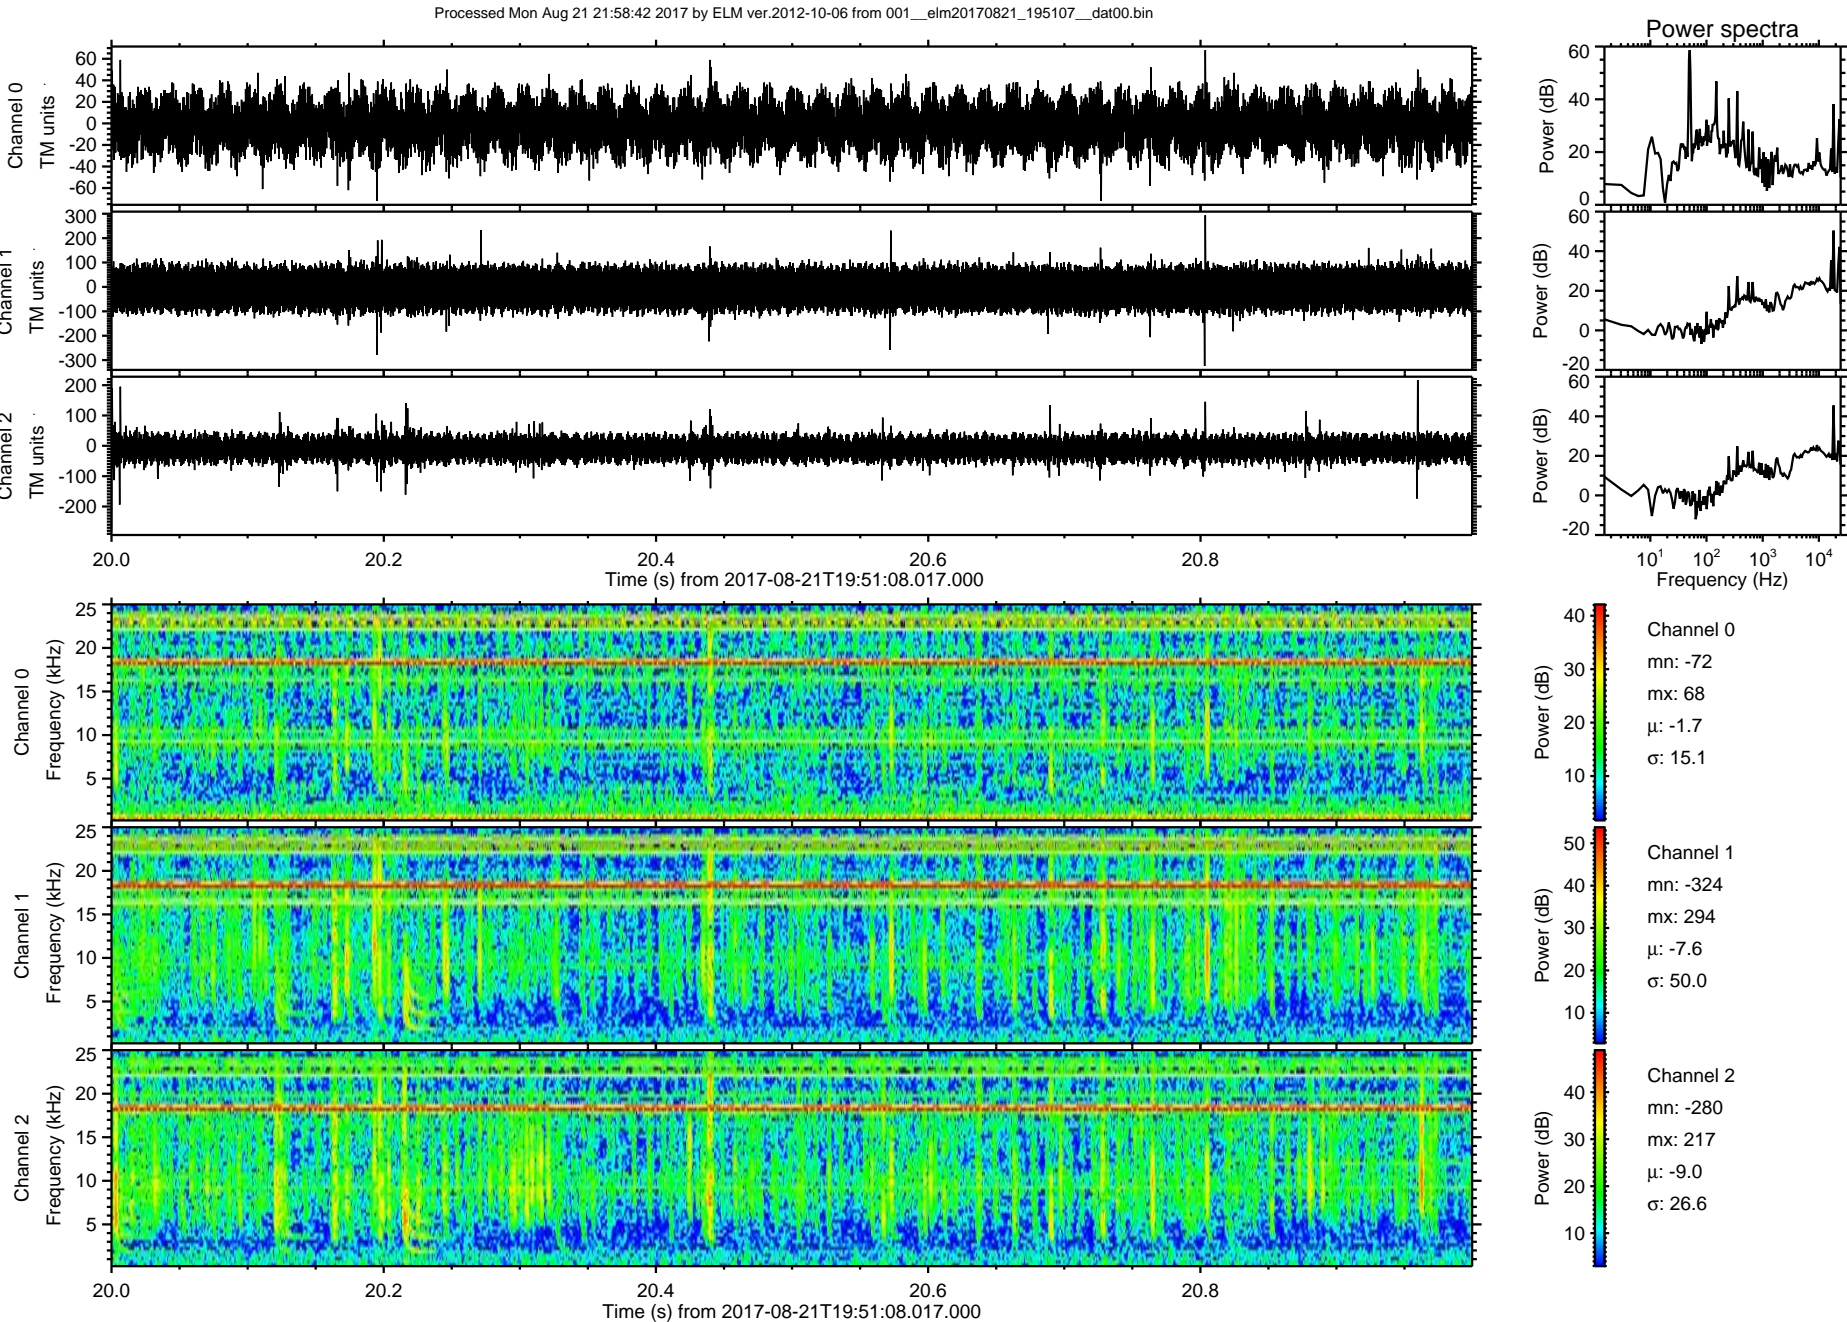 Processed Mon Aug 21 21:58:42 2017 by ELM ver.2012-10-06 from 001__elm20170821_195107__dat00.bin
Power spectra
Channel 0
TM units
60
40
20
0
-20
-40
-60
Power (dB)
60
40
20
0
Channel 1
TM units
300
200
100
0
-100
-200
-300
Power (dB)
60
40
20
0
-20
Channel 2
TM units
200
100
0
-100
-200
Power (dB)
60
40
20
0
-20
20.0 20.2 20.4 20.6 20.8
Time (s) from 2017-08-21T19:51:08.017.000
10¹ 10² 10³ 10⁴
Frequency (Hz)
Channel 0
Frequency (kHz)
25
20
15
10
5
Power (dB)
40
30
20
10
Channel 0
mn: -72
mx: 68
μ: -1.7
σ: 15.1
Channel 1
Frequency (kHz)
25
20
15
10
5
Power (dB)
50
40
30
20
10
Channel 1
mn: -324
mx: 294
μ: -7.6
σ: 50.0
Channel 2
Frequency (kHz)
25
20
15
10
5
Power (dB)
40
30
20
10
Channel 2
mn: -280
mx: 217
μ: -9.0
σ: 26.6
20.0 20.2 20.4 20.6 20.8
Time (s) from 2017-08-21T19:51:08.017.000